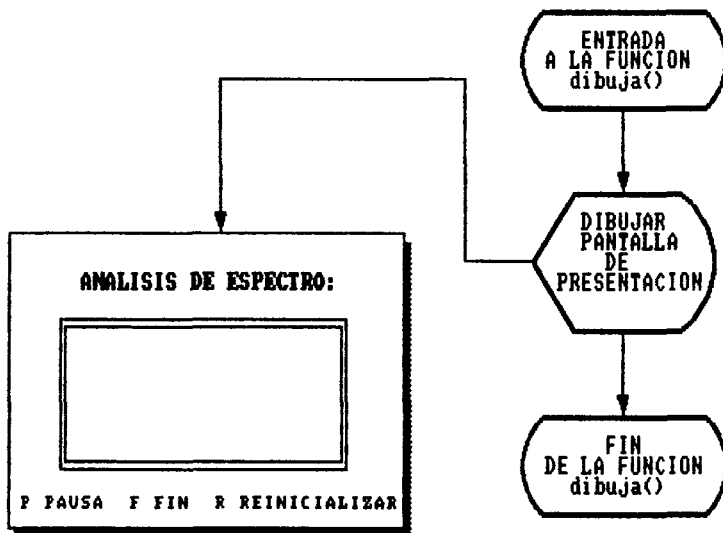 ENTRADA
A LA FUNCION
dibuja()
DIBUJAR
PANTALLA
DE
PRESENTACION
ANALISIS DE ESPECTRO:
P PAUSA F FIN R REINICIALIZAR
FIN
DE LA FUNCION
dibuja()